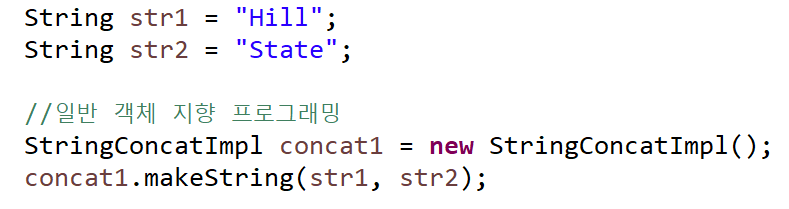 String str1 = "Hill";
String str2 = "State";
//일반 객체 지향 프로그래밍
StringConcatImpl concat1 = new StringConcatImpl();
concat1.makeString(str1, str2);